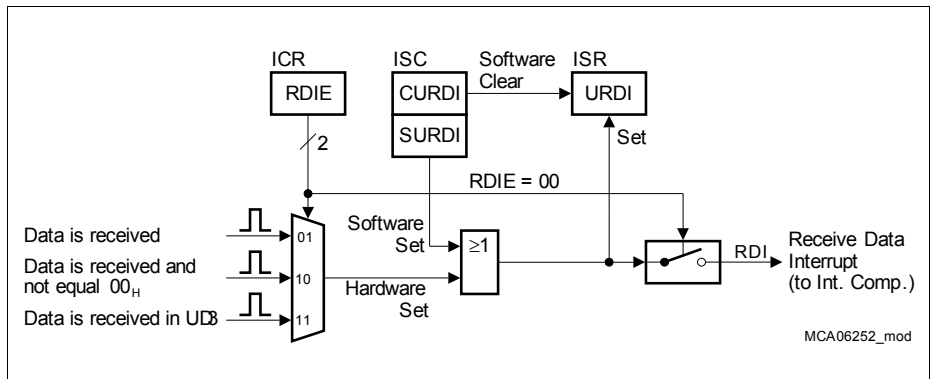 ICR
RDIE
2
ISC
CURDI
SURDI
Software
Clear
ISR
URDI
Set
RDIE = 00
Data is received
Data is received and
not equal 00H
Data is received in UD3
01
10
11
Software
Set
Hardware
Set
≥1
RDI
Receive Data
Interrupt
(to Int. Comp.)
MCA06252_mod